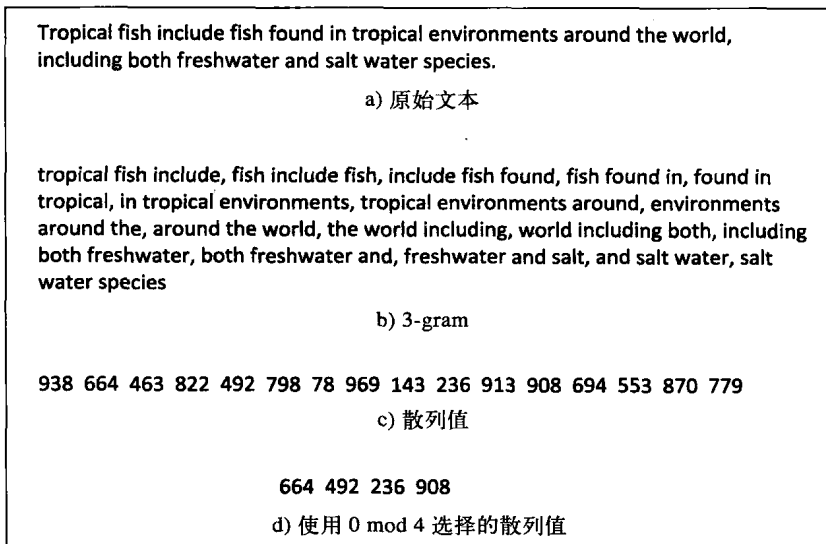 Tropical fish include fish found in tropical environments around the world,
including both freshwater and salt water species.
a) 原始文本
tropical fish include, fish include fish, include fish found, fish found in, found in
tropical, in tropical environments, tropical environments around, environments
around the, around the world, the world including, world including both, including
both freshwater, both freshwater and, freshwater and salt, and salt water, salt
water species
b) 3-gram
938 664 463 822 492 798 78 969 143 236 913 908 694 553 870 779
c) 散列值
664 492 236 908
d) 使用 0 mod 4 选择的散列值